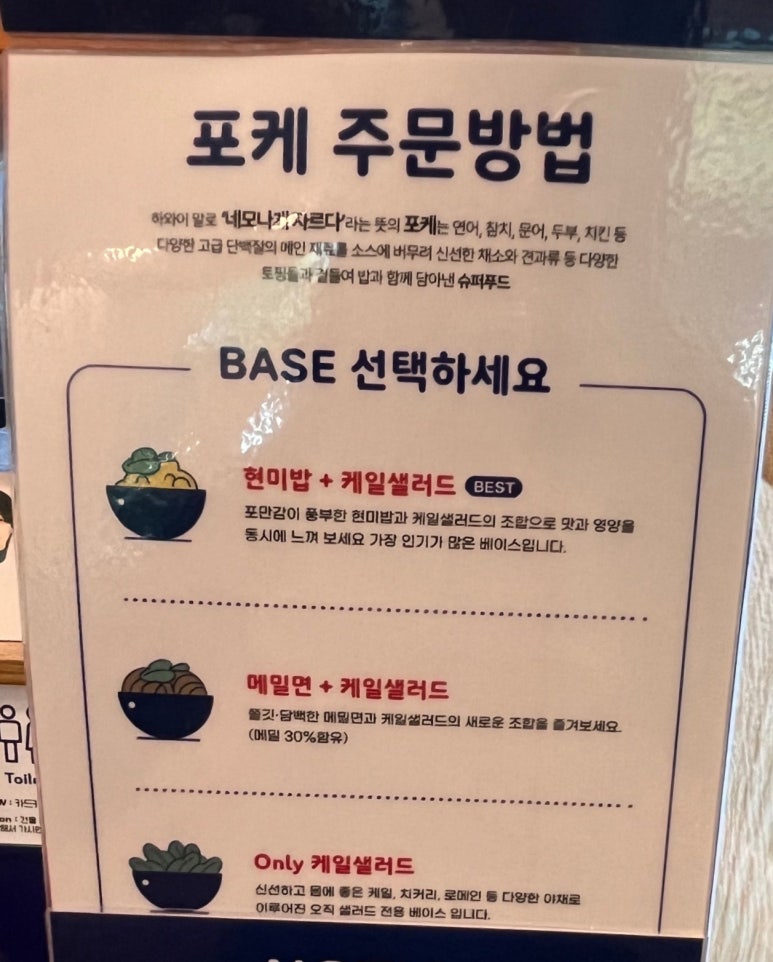 포케 주문방법
하와이 말로 '네모나게 자르다'라는 뜻의 포케는 연어, 참치, 문어, 두부, 치킨 등
다양한 고급 단백질의 메인 재료를 소스에 버무려 신선한 채소와 견과류 등 다양한
토핑들과 곁들여 밥과 함께 담아낸 슈퍼푸드
BASE 선택하세요
현미밥 + 케일샐러드 BEST
포만감이 풍부한 현미밥과 케일샐러드의 조합으로 맛과 영양을
동시에 느껴 보세요 가장 인기가 많은 베이스입니다.
메밀면 + 케일샐러드
쫄깃·담백한 메밀면과 케일샐러드의 새로운 조합을 즐겨보세요.
(메밀 30%함유)
Only 케일샐러드
신선하고 몸에 좋은 케일, 치커리, 로메인 등 다양한 야채로
이루어진 오직 샐러드 전용 베이스 입니다.